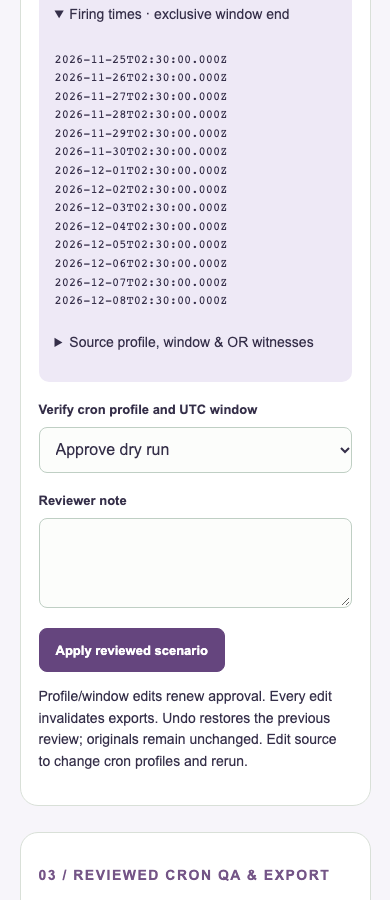 ▼ Firing times · exclusive window end
2026-11-25T02:30:00.000Z
2026-11-26T02:30:00.000Z
2026-11-27T02:30:00.000Z
2026-11-28T02:30:00.000Z
2026-11-29T02:30:00.000Z
2026-11-30T02:30:00.000Z
2026-12-01T02:30:00.000Z
2026-12-02T02:30:00.000Z
2026-12-03T02:30:00.000Z
2026-12-04T02:30:00.000Z
2026-12-05T02:30:00.000Z
2026-12-06T02:30:00.000Z
2026-12-07T02:30:00.000Z
2026-12-08T02:30:00.000Z
▶ Source profile, window & OR witnesses
Verify cron profile and UTC window
Approve dry run
Reviewer note
Apply reviewed scenario
Profile/window edits renew approval. Every edit
invalidates exports. Undo restores the previous
review; originals remain unchanged. Edit source
to change cron profiles and rerun.
03 / REVIEWED CRON QA & EXPORT